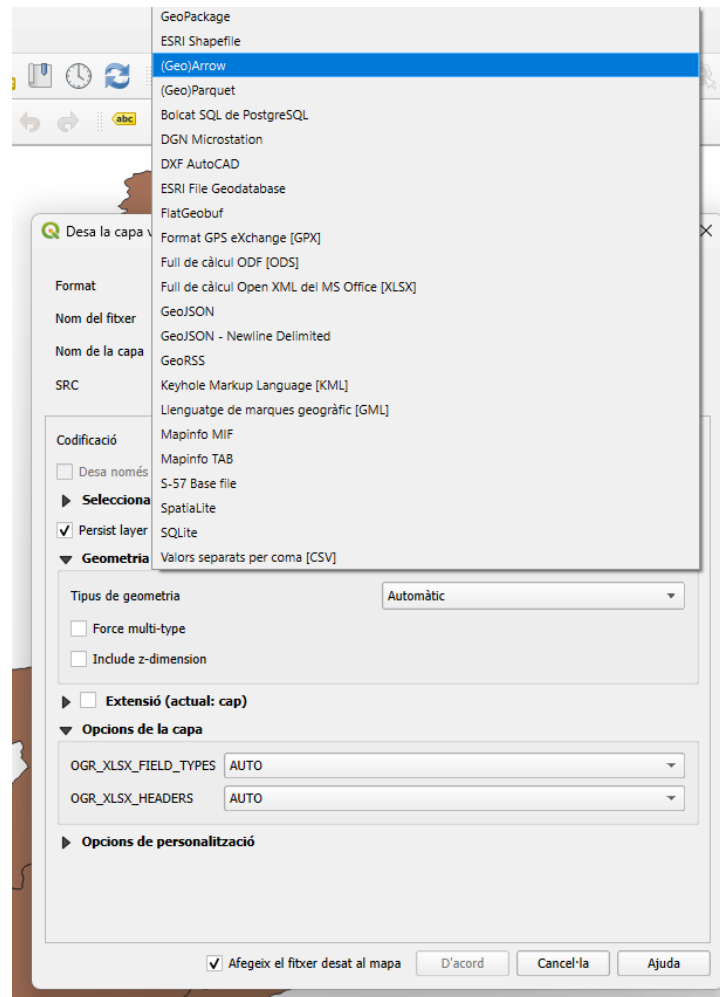 GeoPackage
ESRI Shapefile
(Geo)Arrow
(Geo)Parquet
Bolcat SQL de PostgreSQL
abc
DGN Microstation
DXF AutoCAD
ESRI File Geodatabase
FlatGeobuf
Desa la capa
Format GPS eXchange [GPX]
Full de càlcul ODF [ODS]
Format
Full de càlcul Open XML del MS Office [XLSX]
GeoJSON
Nom del fitxer
GeoJSON - Newline Delimited
Nom de la capa
GeoRSS
SRC
Keyhole Markup Language [KML]
Llenguatge de marques geogràfic [GML]
Codificació
Mapinfo MIF
Mapinfo TAB
Desa només
S-57 Base file
Selecciona
SpatiaLite
Persist layer
SQLite
Geometria
Valors separats per coma [CSV]
Tipus de geometria Automàtic
Force multi-type
Include z-dimension
Extensió (actual: cap)
Opcions de la capa
OGR_XLSX_FIELD_TYPES AUTO
OGR_XLSX_HEADERS AUTO
Opcions de personalització
Afegeix el fitxer desat al mapa D'acord Cancel·la Ajuda